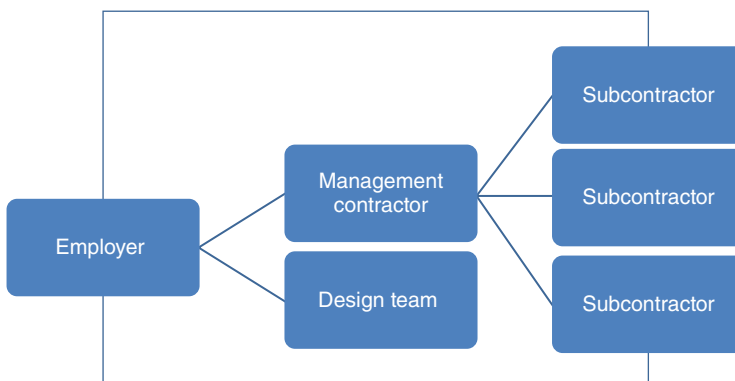 Employer
Management
contractor
Design team
Subcontractor
Subcontractor
Subcontractor